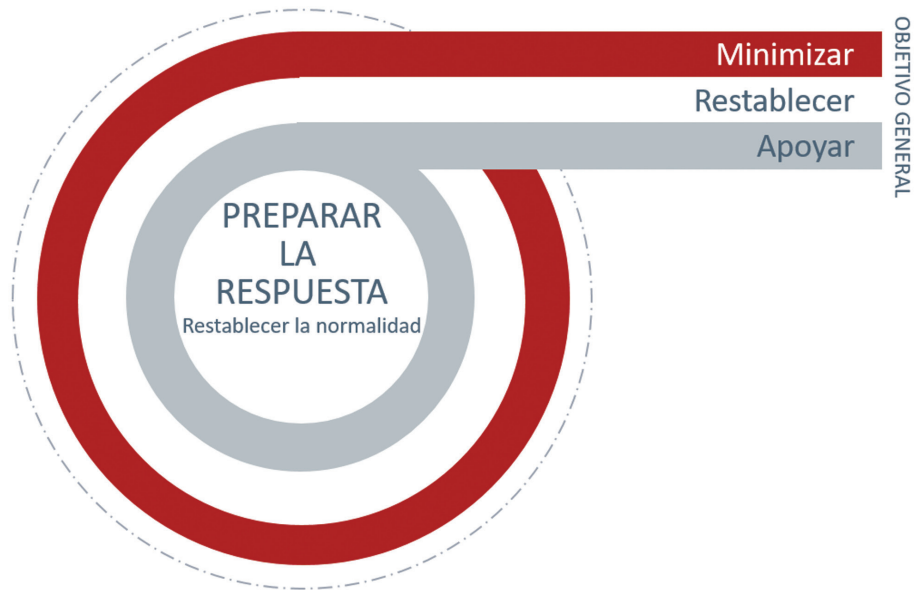 Minimizar
Restablecer
Apoyar
OBJETIVO GENERAL
PREPARAR
LA
RESPUESTA
Restablecer la normalidad